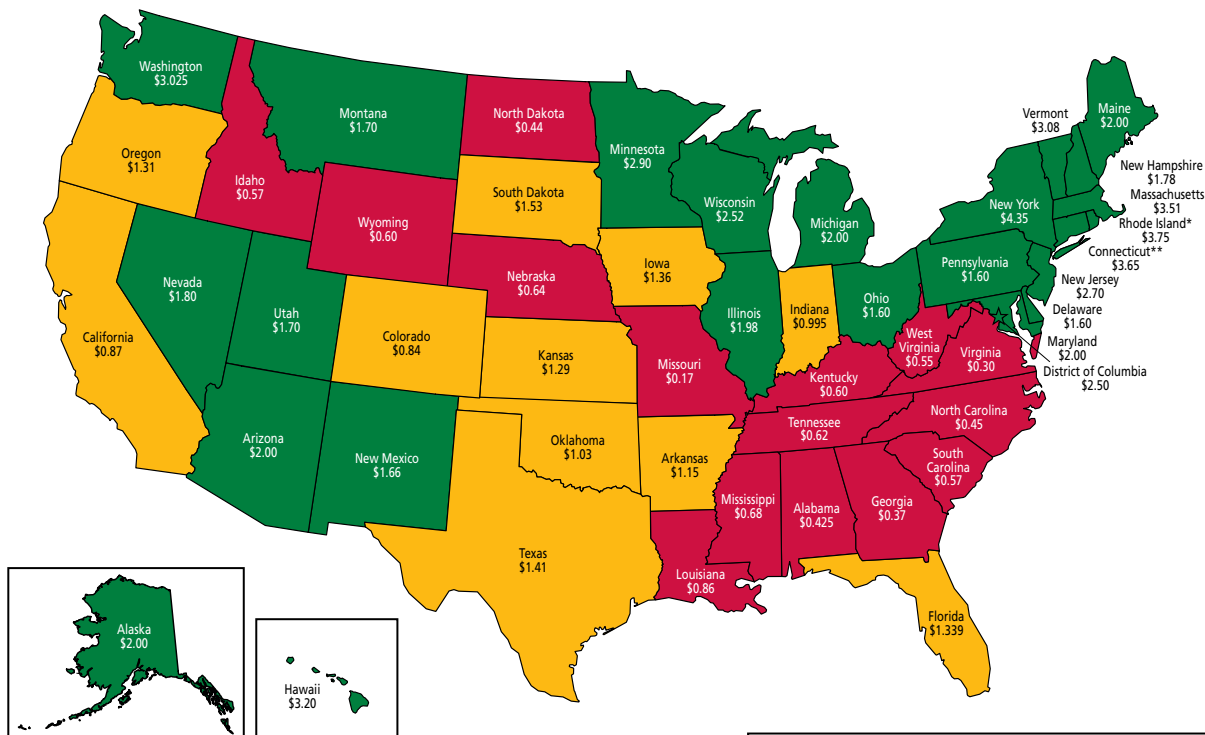 Washington
$3.025
Montana
$1.70
North Dakota
$0.44
Minnesota
$2.90
Vermont
$3.08
Maine
$2.00
Oregon
$1.31
Idaho
$0.57
Wyoming
$0.60
South Dakota
$1.53
Wisconsin
$2.52
Michigan
$2.00
New York
$4.35
New Hampshire
$1.78
Massachusetts
$3.51
Rhode Island*
$3.75
Connecticut**
$3.65
Nevada
$1.80
Utah
$1.70
Nebraska
$0.64
Iowa
$1.36
Illinois
$1.98
Indiana
$0.995
Ohio
$1.60
Pennsylvania
$1.60
New Jersey
$2.70
Delaware
$1.60
Maryland
$2.00
District of Columbia
$2.50
California
$0.87
Colorado
$0.84
Kansas
$1.29
Missouri
$0.17
Kentucky
$0.60
West
Virginia
$0.55
Virginia
$0.30
Arizona
$2.00
New Mexico
$1.66
Oklahoma
$1.03
Arkansas
$1.15
Tennessee
$0.62
North Carolina
$0.45
South
Carolina
$0.57
Texas
$1.41
Louisiana
$0.86
Mississippi
$0.68
Alabama
$0.425
Georgia
$0.37
Florida
$1.339
Alaska
$2.00
Hawaii
$3.20